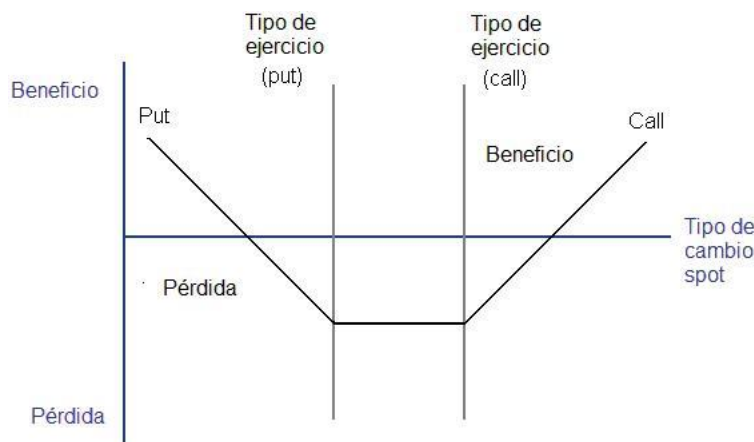 Tipo de
ejercicio
(put)
Tipo de
ejercicio
(call)
Beneficio
Put
Call
Beneficio
Tipo de
cambio
spot
Pérdida
Pérdida